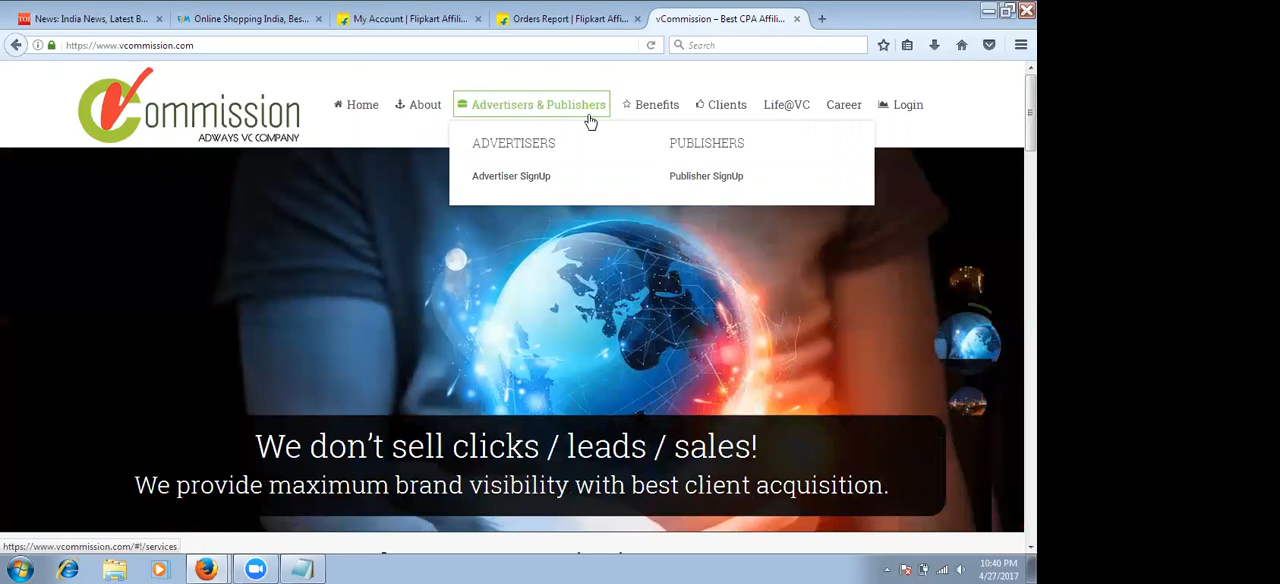 News: India News, Latest B...
Online Shopping India, Bes...
My Account | Flipkart Affili...
Orders Report | Flipkart Affili...
vCommission – Best CPA Affili...
https://www.vcommission.com
Search
Commission
ADWAYS VC COMPANY
Home
About
Advertisers & Publishers
Benefits
Clients
Life@VC
Career
Login
ADVERTISERS
PUBLISHERS
Advertiser SignUp
Publisher SignUp
We don't sell clicks / leads / sales!
We provide maximum brand visibility with best client acquisition.
https://www.vcommission.com/#!/services
10:40 PM
4/27/2017